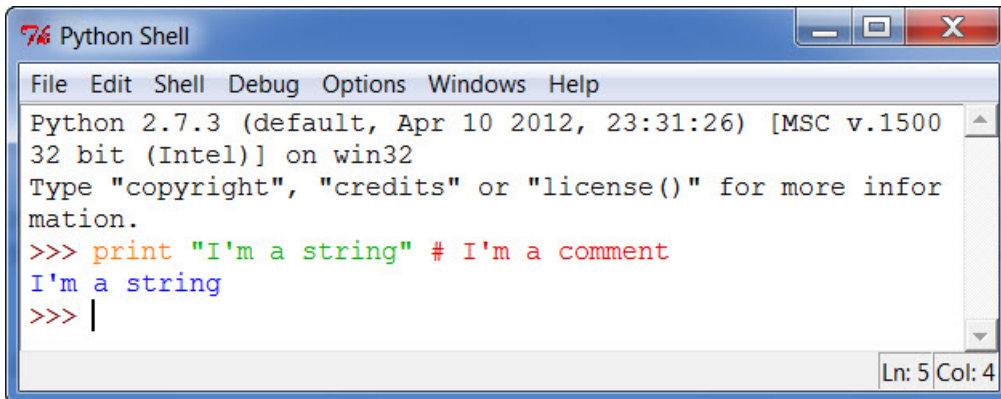 Python Shell
File Edit Shell Debug Options Windows Help
Python 2.7.3 (default, Apr 10 2012, 23:31:26) [MSC v.1500
32 bit (Intel)] on win32
Type "copyright", "credits" or "license()" for more infor
mation.
>>> print "I'm a string" # I'm a comment
I'm a string
>>>
Ln: 5 Col: 4